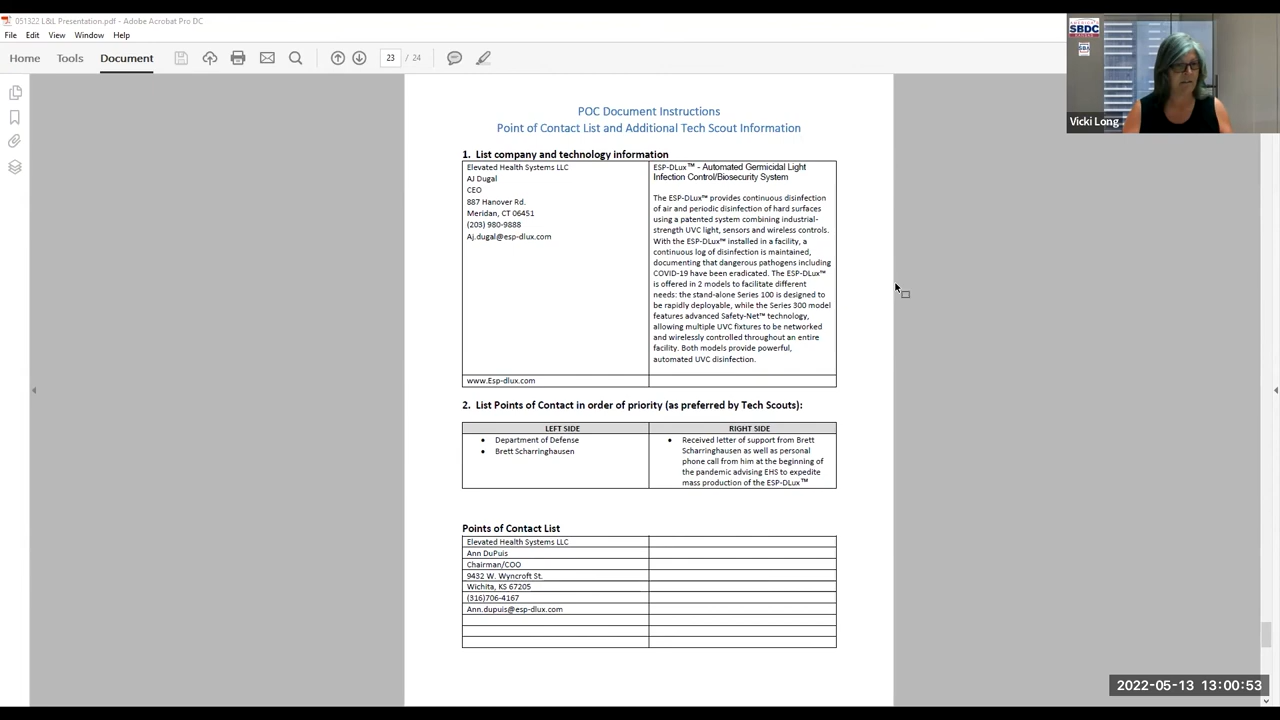 051322 L&L Presentation.pdf - Adobe Acrobat Pro DC
File Edit View Window Help
Home Tools Document 23 / 24
AMERICA'S
SBDC
KANSAS
SBA
Vicki Long
POC Document Instructions
Point of Contact List and Additional Tech Scout Information
1. List company and technology information
Elevated Health Systems LLC
AJ Dugal
CEO
887 Hanover Rd.
Meridan, CT 06451
(203) 980-9888
Aj.dugal@esp-dlux.com
ESP-DLux™ - Automated Germicidal Light
Infection Control/Biosecurity System
The ESP-DLux™ provides continuous disinfection
of air and periodic disinfection of hard surfaces
using a patented system combining industrial-
strength UVC light, sensors and wireless controls.
With the ESP-DLux™ installed in a facility, a
continuous log of disinfection is maintained,
documenting that dangerous pathogens including
COVID-19 have been eradicated. The ESP-DLux™
is offered in 2 models to facilitate different
needs: the stand-alone Series 100 is designed to
be rapidly deployable, while the Series 300 model
features advanced Safety-Net™ technology,
allowing multiple UVC fixtures to be networked
and wirelessly controlled throughout an entire
facility. Both models provide powerful,
automated UVC disinfection.
www.Esp-dlux.com
2. List Points of Contact in order of priority (as preferred by Tech Scouts):
LEFT SIDE
RIGHT SIDE
• Department of Defense
• Brett Scharringhausen
• Received letter of support from Brett
Scharringhausen as well as personal
phone call from him at the beginning of
the pandemic advising EHS to expedite
mass production of the ESP-DLux™
Points of Contact List
Elevated Health Systems LLC
Ann DuPuis
Chairman/COO
9432 W. Wyncroft St.
Wichita, KS 67205
(316)706-4167
Ann.dupuis@esp-dlux.com
2022-05-13 13:00:53